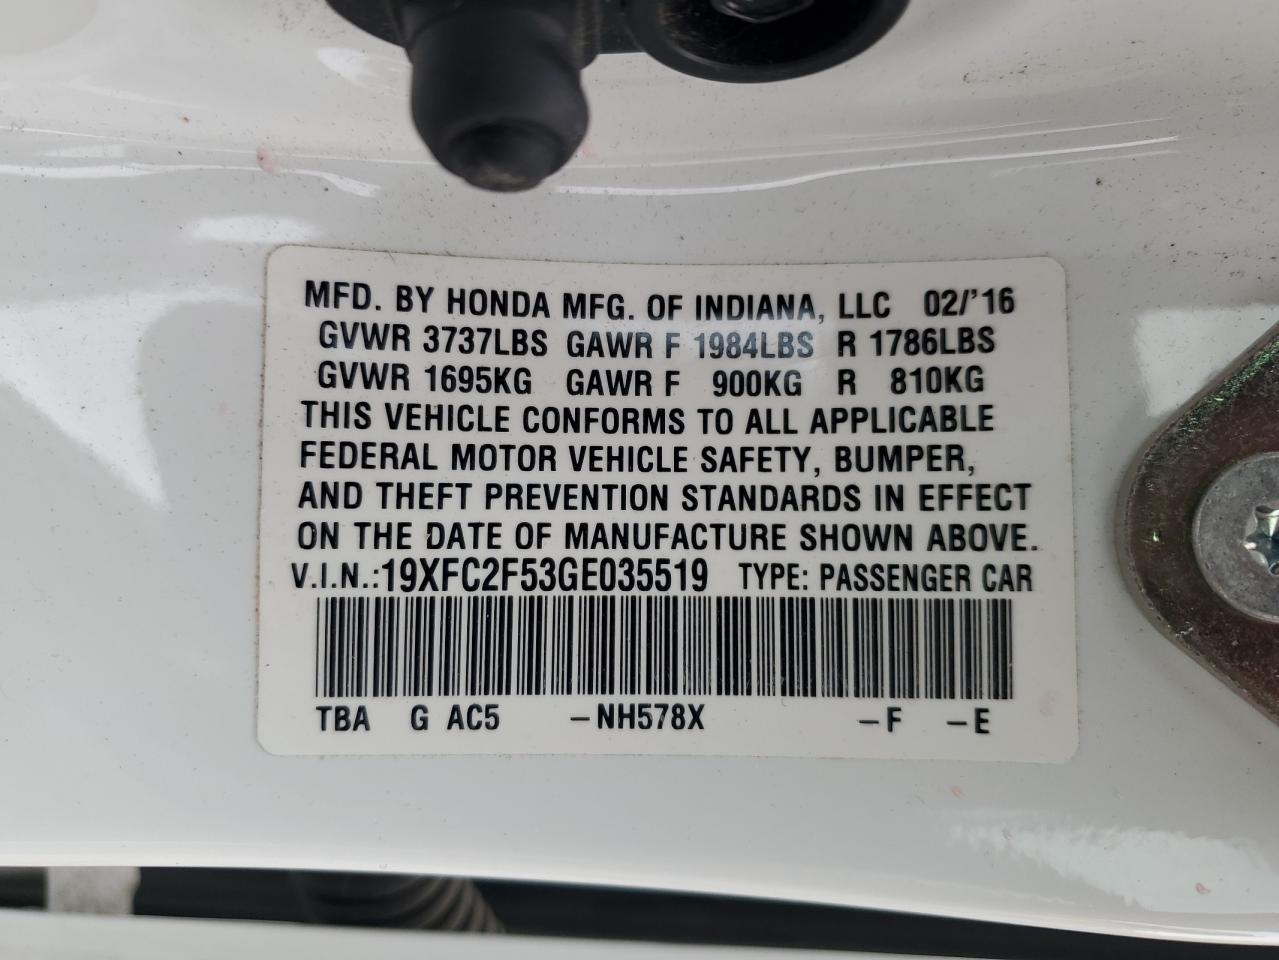 MFD. BY HONDA MFG. OF INDIANA, LLC 02/'16
GVWR 3737LBS GAWR F 1984LBS R 1786LBS
GVWR 1695KG GAWR F 900KG R 810KG
THIS VEHICLE CONFORMS TO ALL APPLICABLE
FEDERAL MOTOR VEHICLE SAFETY, BUMPER,
AND THEFT PREVENTION STANDARDS IN EFFECT
ON THE DATE OF MANUFACTURE SHOWN ABOVE.
V.I.N.:19XFC2F53GE035519 TYPE: PASSENGER CAR
TBA G AC5 –NH578X –F –E